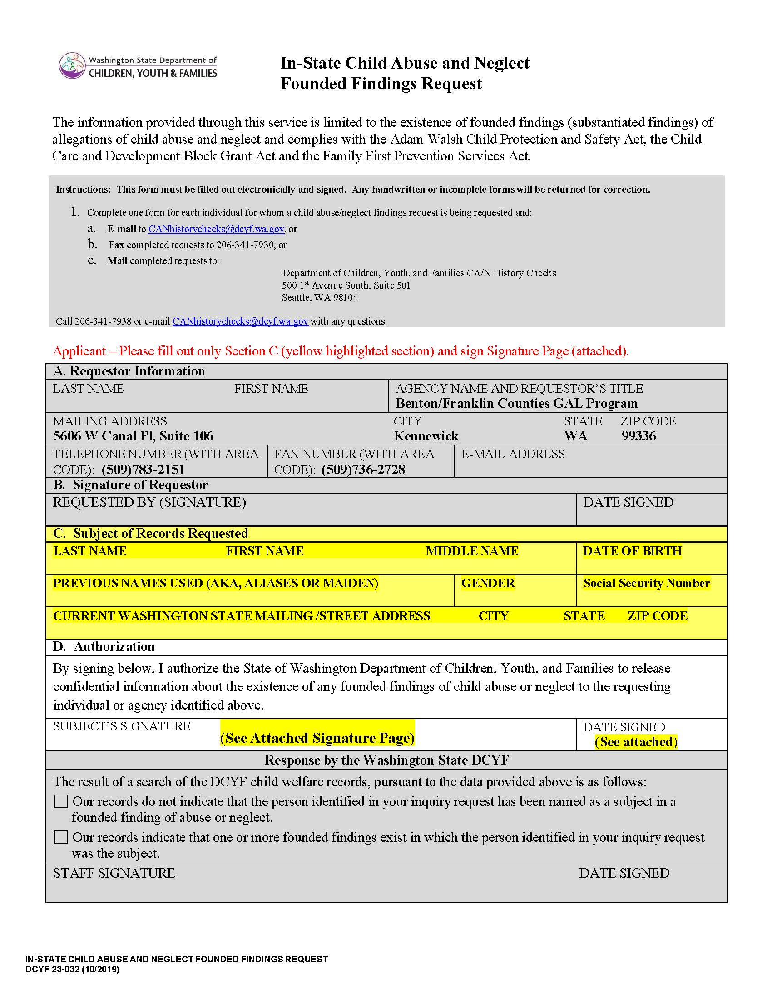 Washington State Department of
CHILDREN, YOUTH & FAMILIES
In-State Child Abuse and Neglect
Founded Findings Request
The information provided through this service is limited to the existence of founded findings (substantiated findings) of
allegations of child abuse and neglect and complies with the Adam Walsh Child Protection and Safety Act, the Child
Care and Development Block Grant Act and the Family First Prevention Services Act.
Instructions: This form must be filled out electronically and signed. Any handwritten or incomplete forms will be returned for correction.
1. Complete one form for each individual for whom a child abuse/neglect findings request is being requested and:
a. E-mail to CANhistorychecks@dcyf.wa.gov, or
b. Fax completed requests to 206-341-7930, or
c. Mail completed requests to:
Department of Children, Youth, and Families CA/N History Checks
500 1st Avenue South, Suite 501
Seattle, WA 98104
Call 206-341-7938 or e-mail CANhistorychecks@dcyf.wa.gov with any questions.
Applicant – Please fill out only Section C (yellow highlighted section) and sign Signature Page (attached).
A. Requestor Information
LAST NAME FIRST NAME AGENCY NAME AND REQUESTOR'S TITLE
Benton/Franklin Counties GAL Program
MAILING ADDRESS CITY STATE ZIP CODE
5606 W Canal Pl, Suite 106 Kennewick WA 99336
TELEPHONE NUMBER (WITH AREA FAX NUMBER (WITH AREA E-MAIL ADDRESS
CODE): (509)783-2151 CODE): (509)736-2728
B. Signature of Requestor
REQUESTED BY (SIGNATURE) DATE SIGNED
C. Subject of Records Requested
LAST NAME FIRST NAME MIDDLE NAME DATE OF BIRTH
PREVIOUS NAMES USED (AKA, ALIASES OR MAIDEN) GENDER Social Security Number
CURRENT WASHINGTON STATE MAILING /STREET ADDRESS CITY STATE ZIP CODE
D. Authorization
By signing below, I authorize the State of Washington Department of Children, Youth, and Families to release
confidential information about the existence of any founded findings of child abuse or neglect to the requesting
individual or agency identified above.
SUBJECT'S SIGNATURE DATE SIGNED
(See Attached Signature Page) (See attached)
Response by the Washington State DCYF
The result of a search of the DCYF child welfare records, pursuant to the data provided above is as follows:
Our records do not indicate that the person identified in your inquiry request has been named as a subject in a
founded finding of abuse or neglect.
Our records indicate that one or more founded findings exist in which the person identified in your inquiry request
was the subject.
STAFF SIGNATURE DATE SIGNED
IN-STATE CHILD ABUSE AND NEGLECT FOUNDED FINDINGS REQUEST
DCYF 23-032 (10/2019)